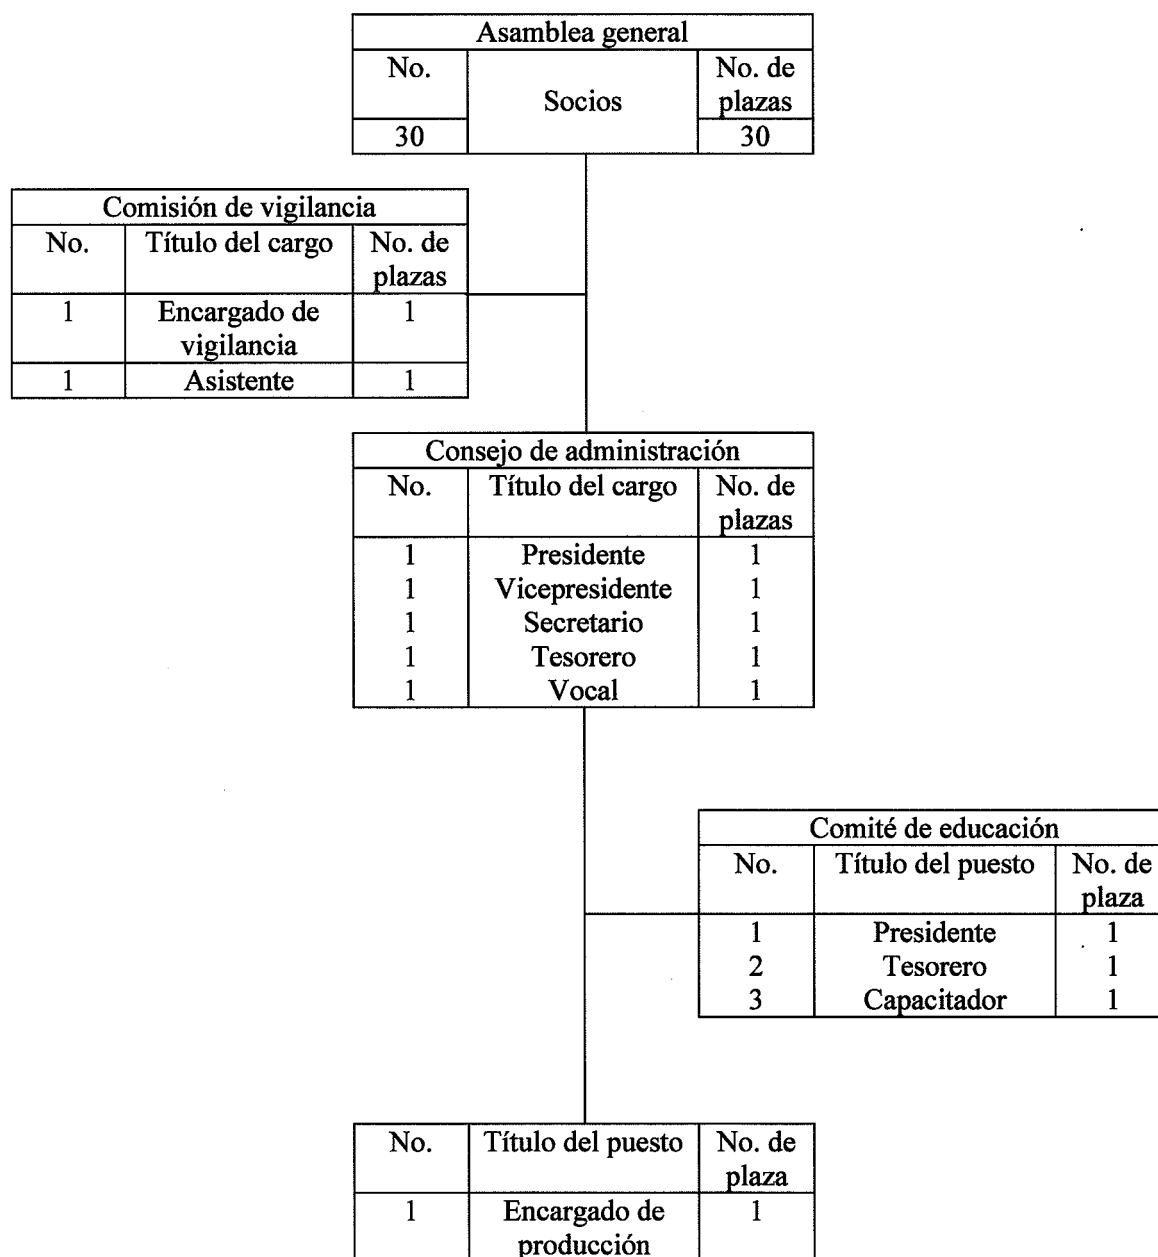 Asamblea general
No. Socios No. de
plazas
30 30
Comisión de vigilancia
No. Título del cargo No. de
plazas
1 Encargado de 1
vigilancia
1 Asistente 1
Consejo de administración
No. Título del cargo No. de
plazas
1 Presidente 1
1 Vicepresidente 1
1 Secretario 1
1 Tesorero 1
1 Vocal 1
Comité de educación
No. Título del puesto No. de
plaza
1 Presidente 1
2 Tesorero 1
3 Capacitador 1
No. Título del puesto No. de
plaza
1 Encargado de 1
producción